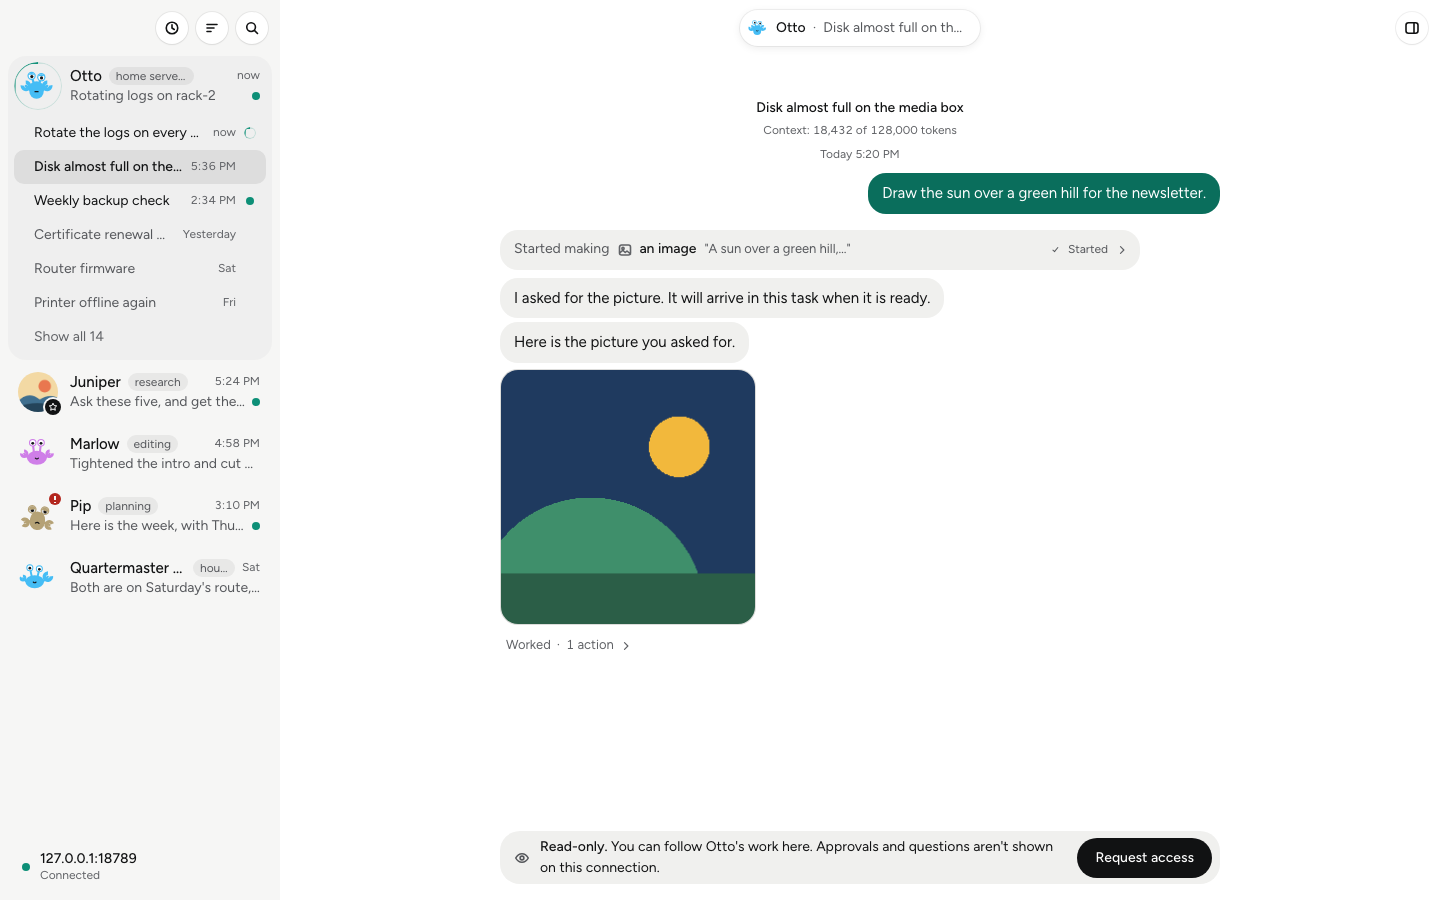 Otto home serve... now
Rotating logs on rack-2
Rotate the logs on every ... now
Disk almost full on the... 5:36 PM
Weekly backup check 2:34 PM
Certificate renewal ... Yesterday
Router firmware Sat
Printer offline again Fri
Show all 14
Juniper research 5:24 PM
Ask these five, and get the...
Marlow editing 4:58 PM
Tightened the intro and cut ...
Pip planning 3:10 PM
Here is the week, with Thu...
Quartermaster ... hou... Sat
Both are on Saturday's route,...
127.0.0.1:18789
Connected
Otto · Disk almost full on th...
Disk almost full on the media box
Context: 18,432 of 128,000 tokens
Today 5:20 PM
Draw the sun over a green hill for the newsletter.
Started making an image "A sun over a green hill,..." Started
I asked for the picture. It will arrive in this task when it is ready.
Here is the picture you asked for.
Worked · 1 action
Read-only. You can follow Otto's work here. Approvals and questions aren't shown
on this connection.
Request access